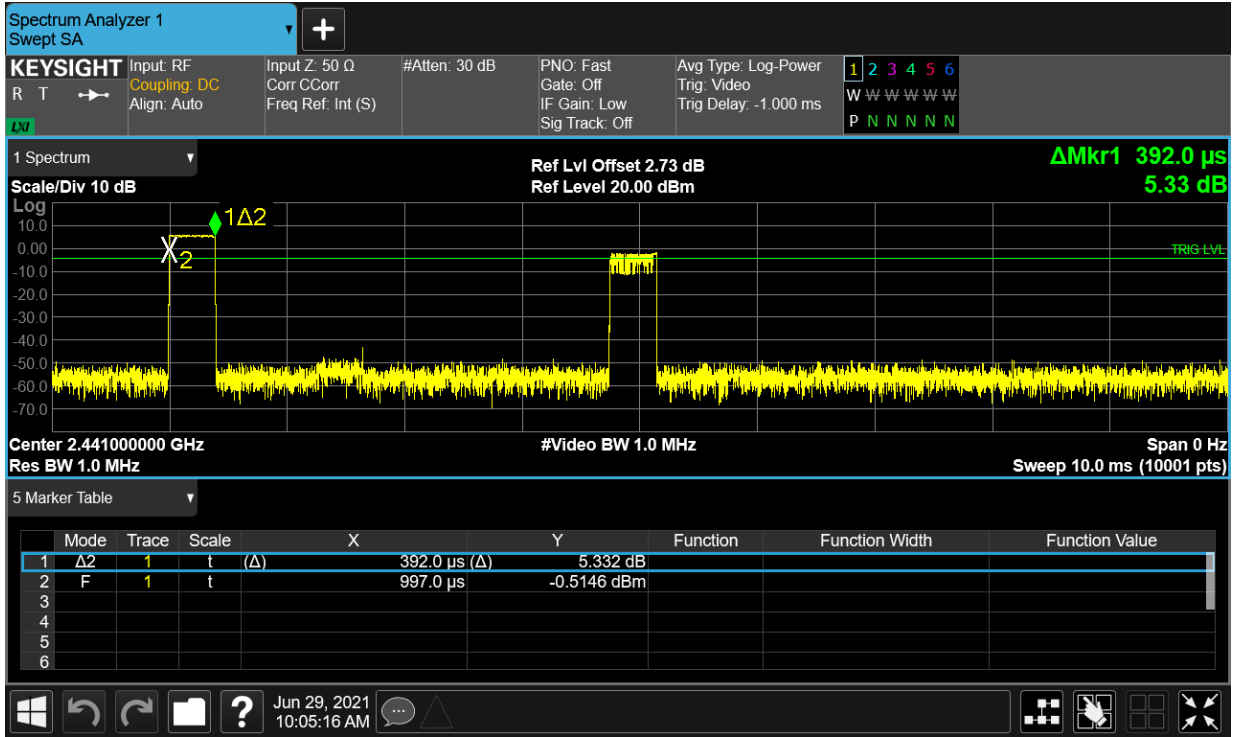 Spectrum Analyzer 1
Swept SA
KEYSIGHT
R T
LXI
Input: RF
Coupling: DC
Align: Auto
Input Z: 50 Ω
Corr CCorr
Freq Ref: Int (S)
#Atten: 30 dB
PNO: Fast
Gate: Off
IF Gain: Low
Sig Track: Off
Avg Type: Log-Power
Trig: Video
Trig Delay: -1.000 ms
1 2 3 4 5 6
W W W W W W
P N N N N N
1 Spectrum
Scale/Div 10 dB
Ref Lvl Offset 2.73 dB
Ref Level 20.00 dBm
ΔMkr1 392.0 µs
5.33 dB
Log
10.0
0.00
-10.0
-20.0
-30.0
-40.0
-50.0
-60.0
-70.0
1Δ2
X2
TRIG LVL
Center 2.441000000 GHz
Res BW 1.0 MHz
#Video BW 1.0 MHz
Span 0 Hz
Sweep 10.0 ms (10001 pts)
5 Marker Table
Mode Trace Scale X Y Function Function Width Function Value
1 Δ2 1 t (Δ) 392.0 µs (Δ) 5.332 dB
2 F 1 t 997.0 µs -0.5146 dBm
3
4
5
6
?
Jun 29, 2021
10:05:16 AM